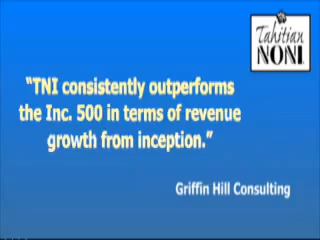 Tahitian
NONI
"TNI consistently outperforms
the Inc. 500 in terms of revenue
growth from inception."
Griffin Hill Consulting